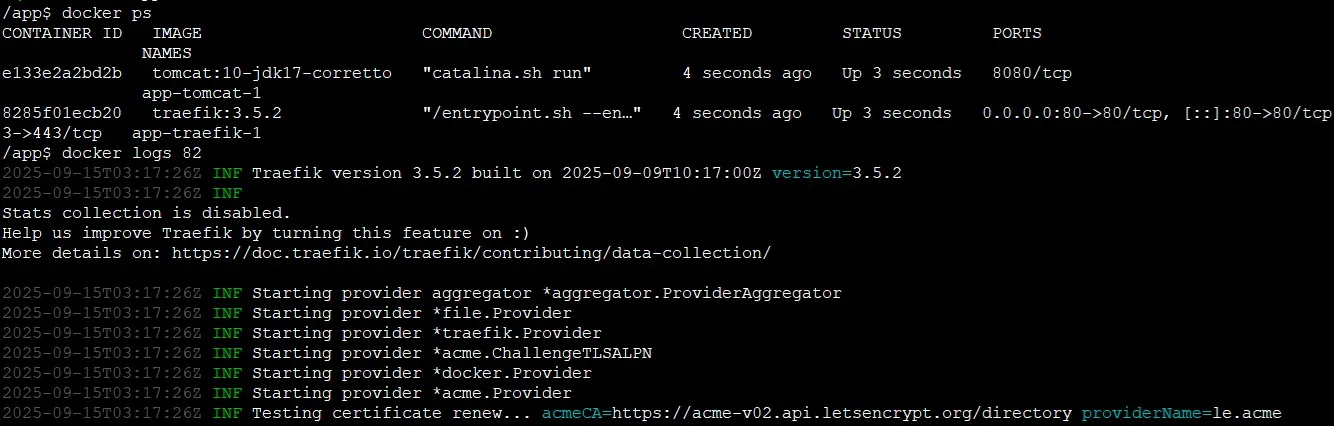 /app$ docker ps
CONTAINER ID   IMAGE                      COMMAND                   CREATED         STATUS         PORTS
              NAMES
e133e2a2bd2b   tomcat:10-jdk17-corretto   "catalina.sh run"         4 seconds ago   Up 3 seconds   8080/tcp
              app-tomcat-1
8285f01ecb20   traefik:3.5.2              "/entrypoint.sh --en…"   4 seconds ago   Up 3 seconds   0.0.0.0:80->80/tcp, [::]:80->80/tcp
3->443/tcp   app-traefik-1
/app$ docker logs 82
2025-09-15T03:17:26Z INF Traefik version 3.5.2 built on 2025-09-09T10:17:00Z version=3.5.2
2025-09-15T03:17:26Z INF
Stats collection is disabled.
Help us improve Traefik by turning this feature on :)
More details on: https://doc.traefik.io/traefik/contributing/data-collection/

2025-09-15T03:17:26Z INF Starting provider aggregator *aggregator.ProviderAggregator
2025-09-15T03:17:26Z INF Starting provider *file.Provider
2025-09-15T03:17:26Z INF Starting provider *traefik.Provider
2025-09-15T03:17:26Z INF Starting provider *acme.ChallengeTLSALPN
2025-09-15T03:17:26Z INF Starting provider *docker.Provider
2025-09-15T03:17:26Z INF Starting provider *acme.Provider
2025-09-15T03:17:26Z INF Testing certificate renew... acmeCA=https://acme-v02.api.letsencrypt.org/directory providerName=le.acme